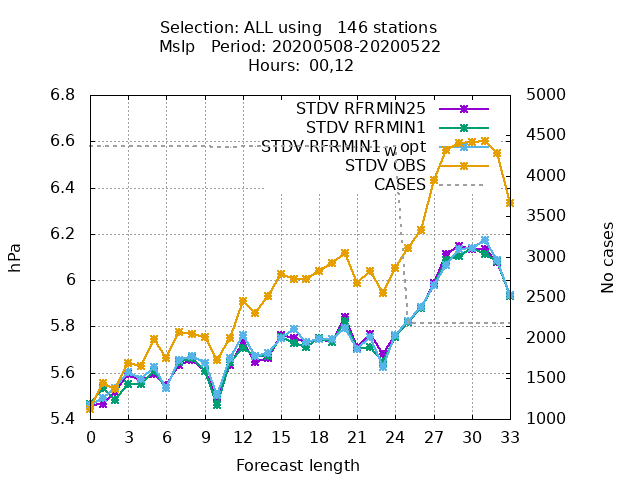 Selection: ALL using   146 stations
Mslp   Period: 20200508-20200522
Hours:  00,12
STDV RFRMIN25
STDV RFRMIN1
STDV RFRMIN1w opt
STDV OBS
CASES
6.8
6.6
6.4
6.2
6
5.8
5.6
5.4
hPa
5000
4500
4000
3500
3000
2500
2000
1500
1000
No cases
0 3 6 9 12 15 18 21 24 27 30 33
Forecast length